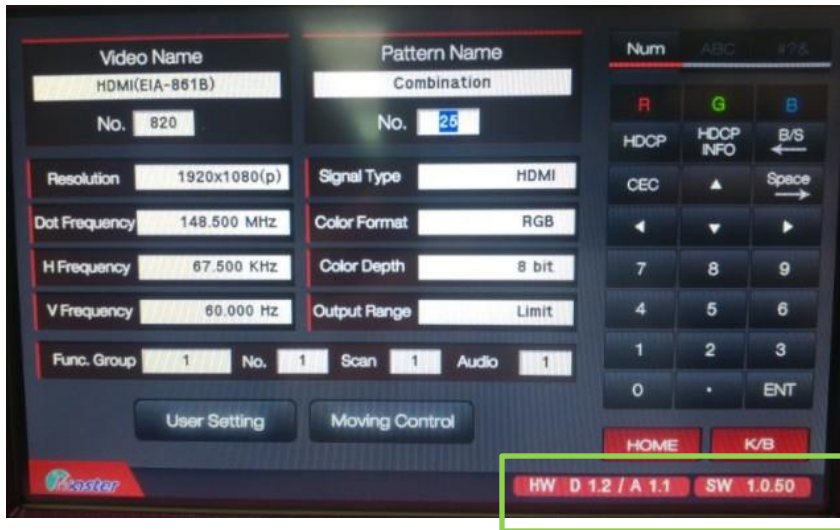 Video Name
HDMI(EIA-861B)
No. 820
Pattern Name
Combination
No. 25
Resolution 1920x1080(p)
Dot Frequency 148.500 MHz
H Frequency 67.500 KHz
V Frequency 60.000 Hz
Signal Type HDMI
Color Format RGB
Color Depth 8 bit
Output Range Limit
Func. Group 1 No. 1 Scan 1 Audio 1
User Setting Moving Control
Num ABC #?&
R G B
HDCP HDCP INFO B/S
CEC Space
7 8 9
4 5 6
1 2 3
0 . ENT
HOME K/B
HW D 1.2 / A 1.1 SW 1.0.50